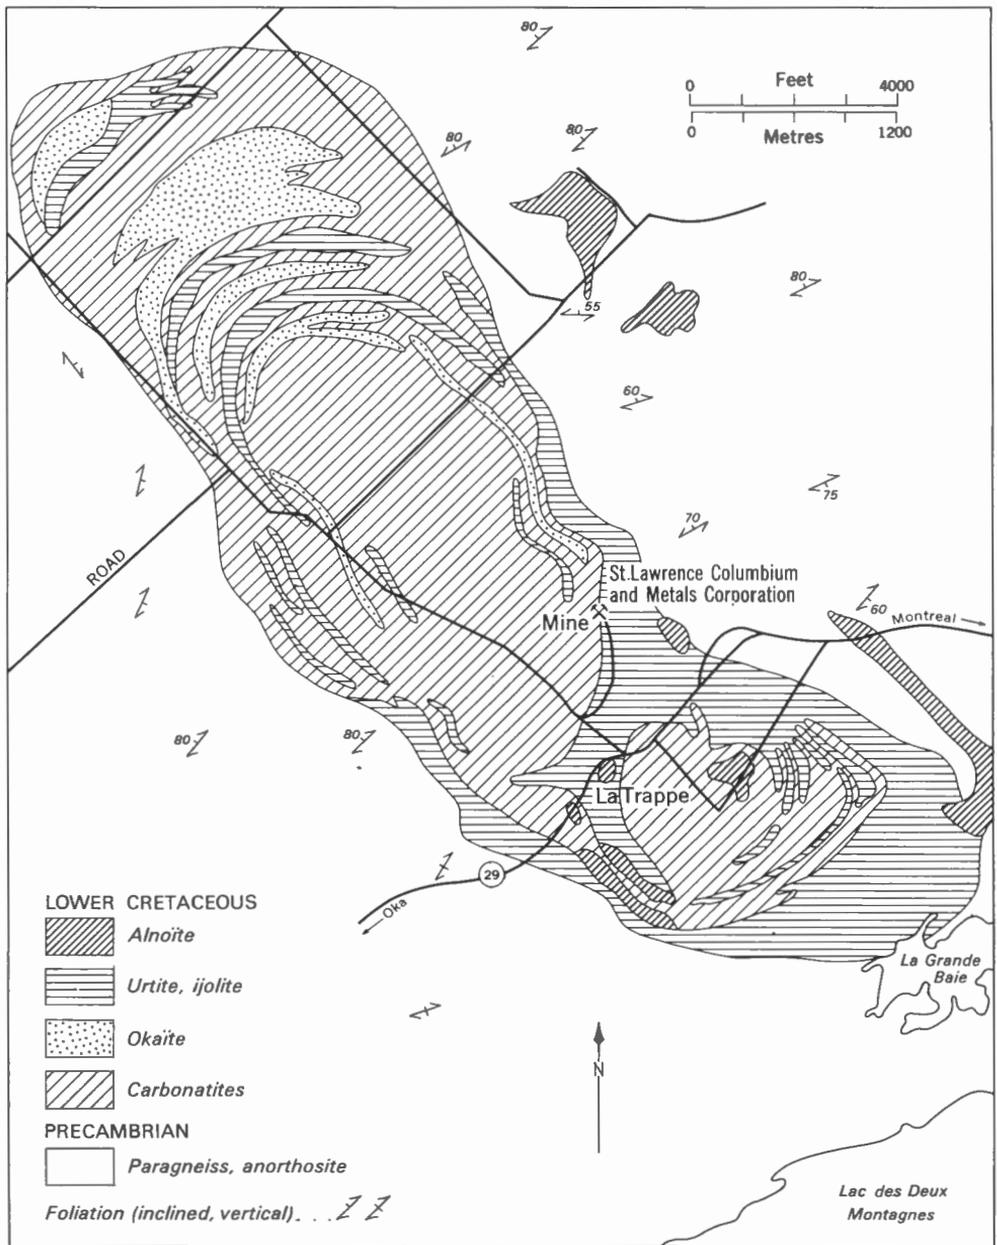 80
Feet
0 4000
0 1200
Metres
80
80
80
55
60
75
70
ROAD
St. Lawrence Columbium
and Metals Corporation
Mine
60
Montreal
80
80
La Trappe
29
Oka
LOWER CRETACEOUS
Alnoïte
Urtite, ijolite
Okaïte
Carbonatites
PRECAMBRIAN
Paragneiss, anorthosite
Foliation (inclined, vertical)....
La Grande
Baie
N
Lac des Deux
Montagnes